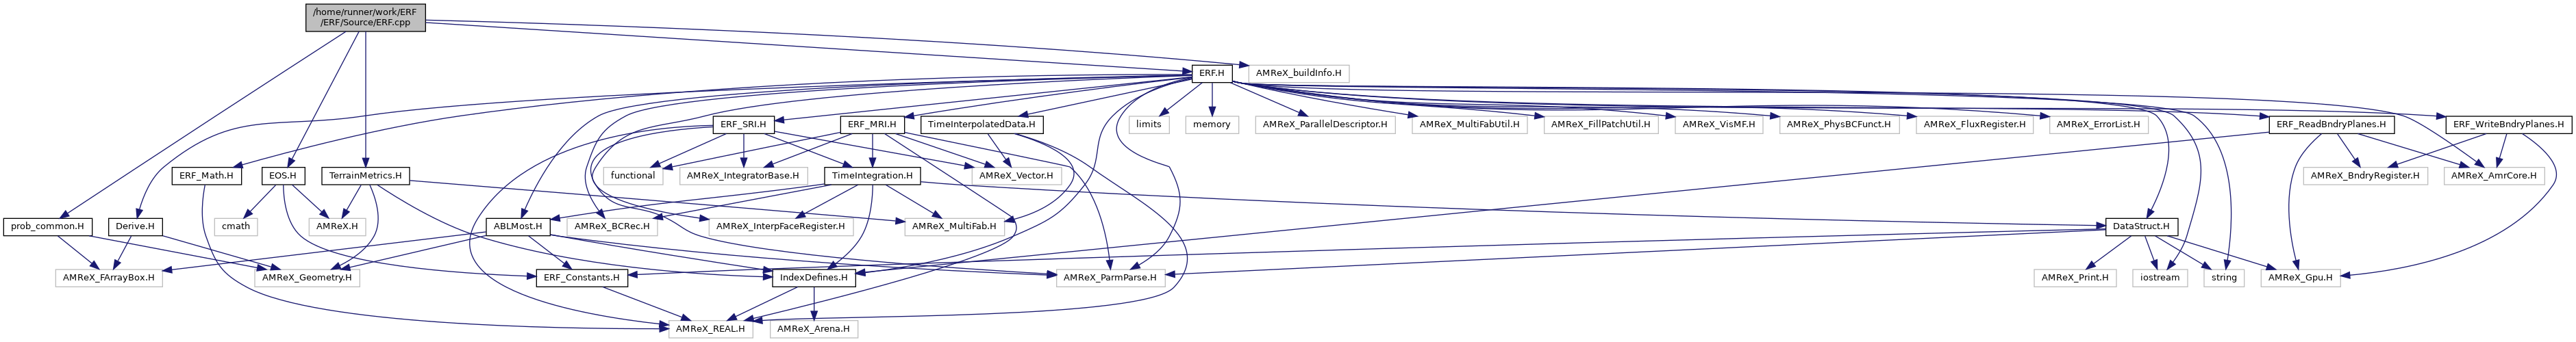 /home/runner/work/ERF
/ERF/Source/ERF.cpp
ERF.H
AMReX_buildInfo.H
ERF_SRI.H
ERF_MRI.H
TimeInterpolatedData.H
limits
memory
AMReX_ParallelDescriptor.H
AMReX_MultiFabUtil.H
AMReX_FillPatchUtil.H
AMReX_VisMF.H
AMReX_PhysBCFunct.H
AMReX_FluxRegister.H
AMReX_ErrorList.H
ERF_ReadBndryPlanes.H
ERF_WriteBndryPlanes.H
ERF_Math.H
EOS.H
TerrainMetrics.H
functional
AMReX_IntegratorBase.H
TimeIntegration.H
AMReX_Vector.H
AMReX_BndryRegister.H
AMReX_AmrCore.H
prob_common.H
Derive.H
cmath
AMReX.H
ABLMost.H
AMReX_BCRec.H
AMReX_InterpFaceRegister.H
AMReX_MultiFab.H
DataStruct.H
AMReX_FArrayBox.H
AMReX_Geometry.H
ERF_Constants.H
IndexDefines.H
AMReX_ParmParse.H
AMReX_Print.H
iostream
string
AMReX_Gpu.H
AMReX_REAL.H
AMReX_Arena.H